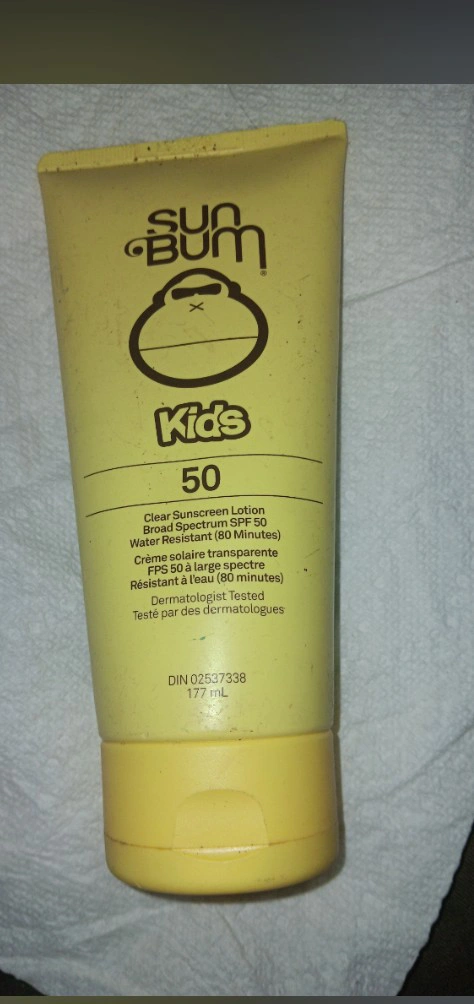 sun
Bum®
Kids
50
Clear Sunscreen Lotion
Broad Spectrum SPF 50
Water Resistant (80 Minutes)
Crème solaire transparente
FPS 50 à large spectre
Résistant à l'eau (80 minutes)
Dermatologist Tested
Testé par des dermatologues
DIN 02537338
177 mL